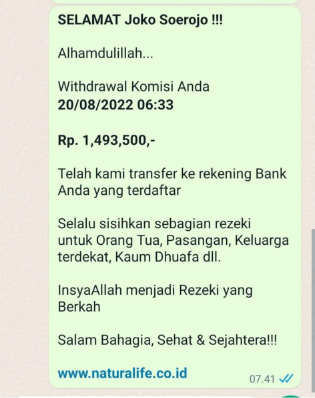 SELAMAT Joko Soerojo !!!
Alhamdulillah...
Withdrawal Komisi Anda
20/08/2022 06:33
Rp. 1,493,500,-
Telah kami transfer ke rekening Bank
Anda yang terdaftar
Selalu sisihkan sebagian rezeki
untuk Orang Tua, Pasangan, Keluarga
terdekat, Kaum Dhuafa dll.
InsyaAllah menjadi Rezeki yang
Berkah
Salam Bahagia, Sehat & Sejahtera!!!
www.naturalife.co.id
07.41